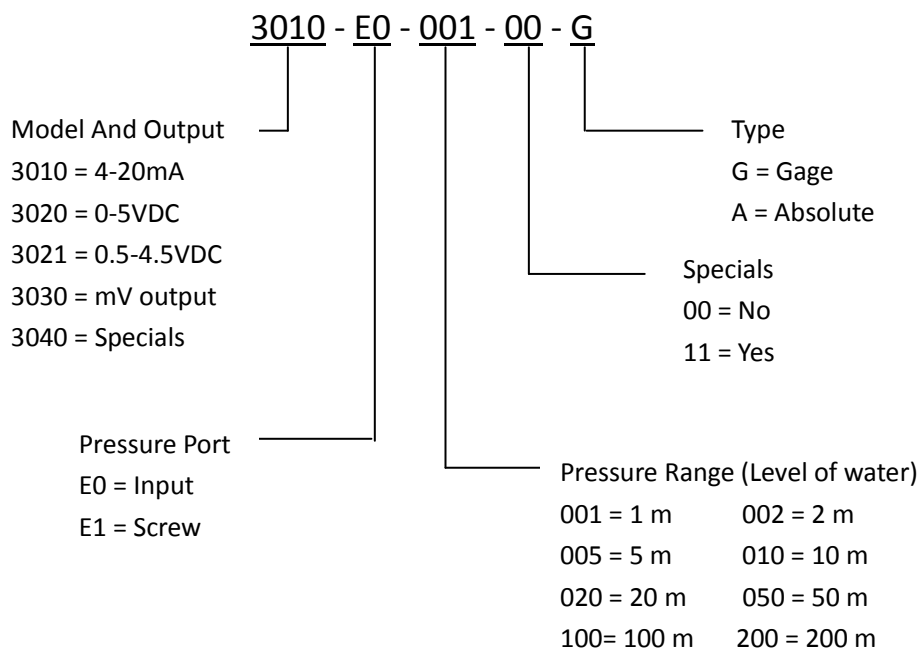 3010 - E0 - 001 - 00 - G
Model And Output
3010 = 4-20mA
3020 = 0-5VDC
3021 = 0.5-4.5VDC
3030 = mV output
3040 = Specials
Type
G = Gage
A = Absolute
Specials
00 = No
11 = Yes
Pressure Port
E0 = Input
E1 = Screw
Pressure Range (Level of water)
001 = 1 m 002 = 2 m
005 = 5 m 010 = 10 m
020 = 20 m 050 = 50 m
100= 100 m 200 = 200 m